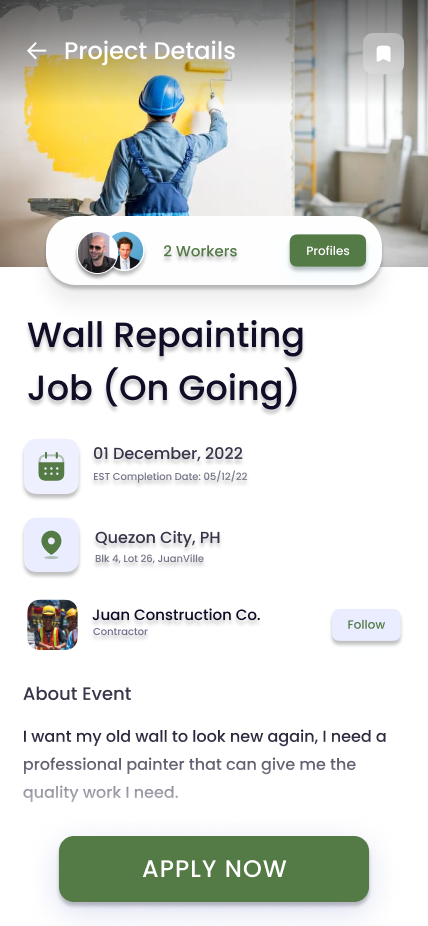 Project Details
2 Workers
Profiles
Wall Repainting
Job (On Going)
01 December, 2022
EST Completion Date: 05/12/22
Quezon City, PH
Blk 4, Lot 26, JuanVille
Juan Construction Co.
Contractor
Follow
About Event
I want my old wall to look new again, I need a
professional painter that can give me the
quality work I need.
APPLY NOW